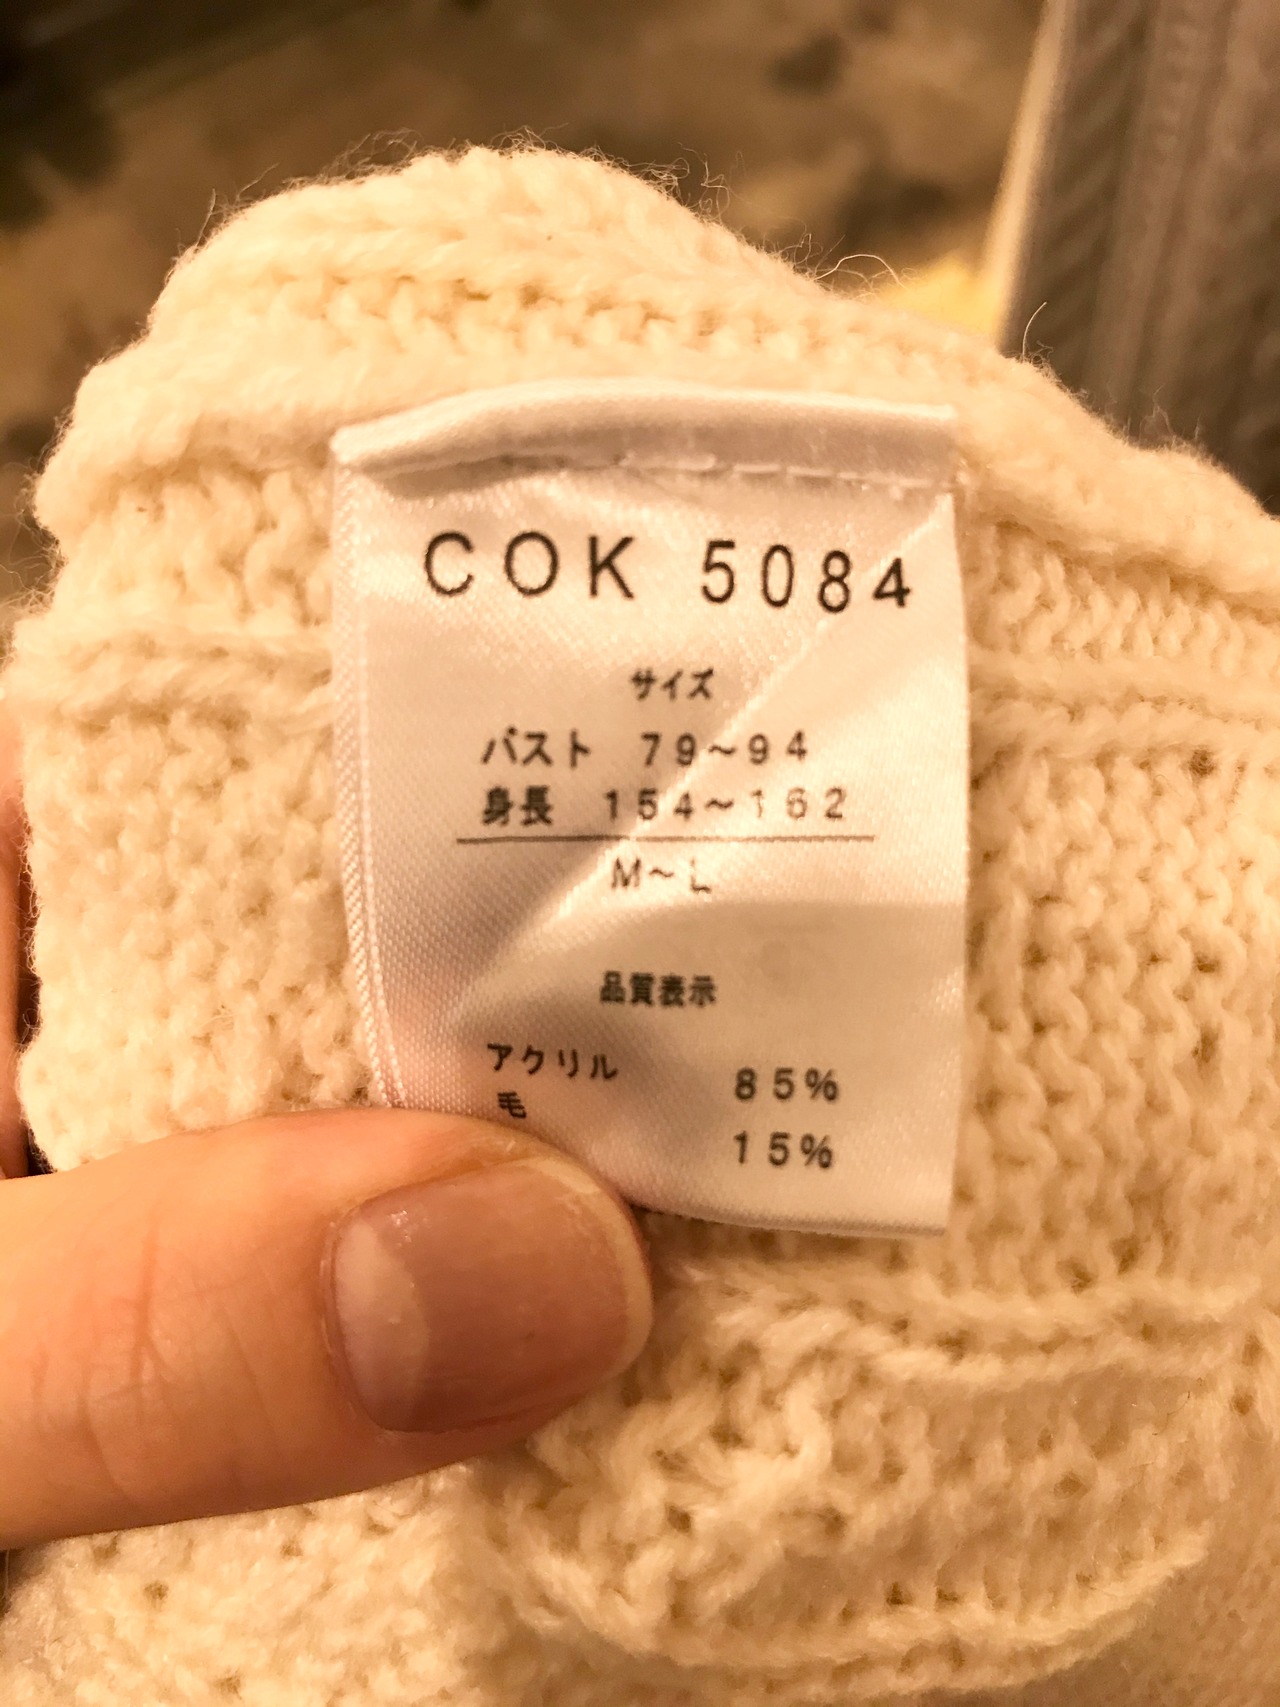 COK 5084
サイズ
バスト 79～94
身長 154～162
M～L
品質表示
アクリル 85%
毛 15%